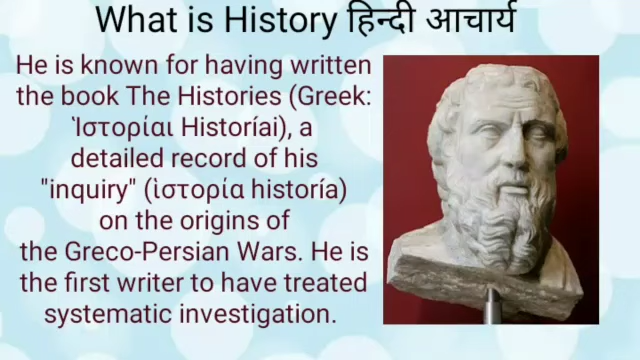 What is History हिन्दी आचार्य
He is known for having written
the book The Histories (Greek:
Ἱστορίαι Historíai), a
detailed record of his
"inquiry" (ἱστορία historía)
on the origins of
the Greco-Persian Wars. He is
the first writer to have treated
systematic investigation.